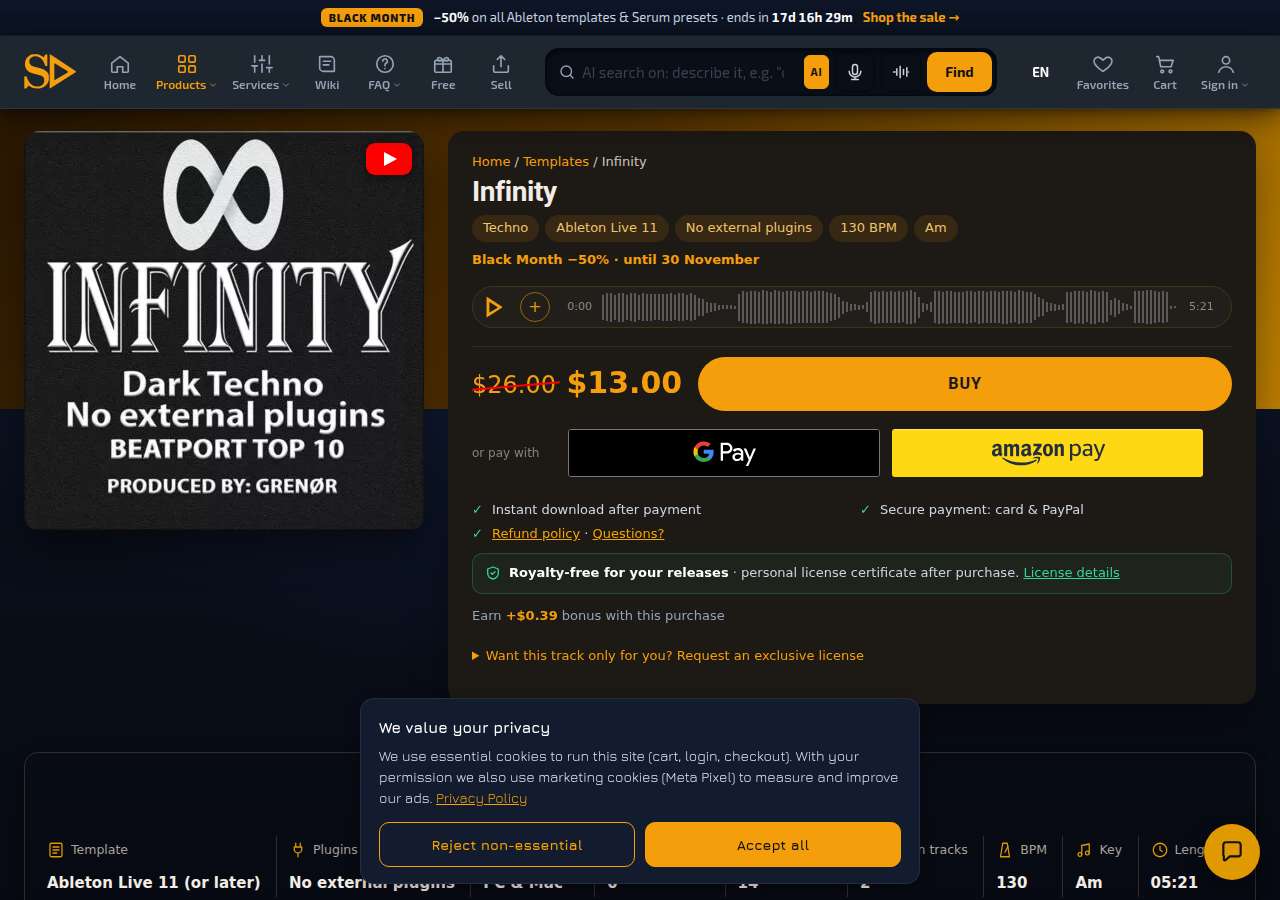 BLACK MONTH −50% on all Ableton templates & Serum presets · ends in 17d 16h 29m Shop the sale →
Home
Products
Services
Wiki
FAQ
Free
Sell
AI search on: describe it, e.g.
AI
Find
EN
Favorites
Cart
Sign in
INFINITY
Dark Techno
No external plugins
BEATPORT TOP 10
PRODUCED BY: GRENØR
Home / Templates / Infinity
Infinity
Techno
Ableton Live 11
No external plugins
130 BPM
Am
Black Month −50% · until 30 November
0:00
5:21
$26.00 $13.00
BUY
or pay with
G Pay
amazon pay
✓ Instant download after payment
✓ Secure payment: card & PayPal
✓ Refund policy · Questions?
Royalty-free for your releases · personal license certificate after purchase. License details
Earn +$0.39 bonus with this purchase
Want this track only for you? Request an exclusive license
We value your privacy
We use essential cookies to run this site (cart, login, checkout). With your
permission we also use marketing cookies (Meta Pixel) to measure and improve
our ads. Privacy Policy
Reject non-essential
Accept all
Template
Plugins
tracks
BPM
Key
Ableton Live 11 (or later)
No external plugins
PC & Mac
130
Am
05:21